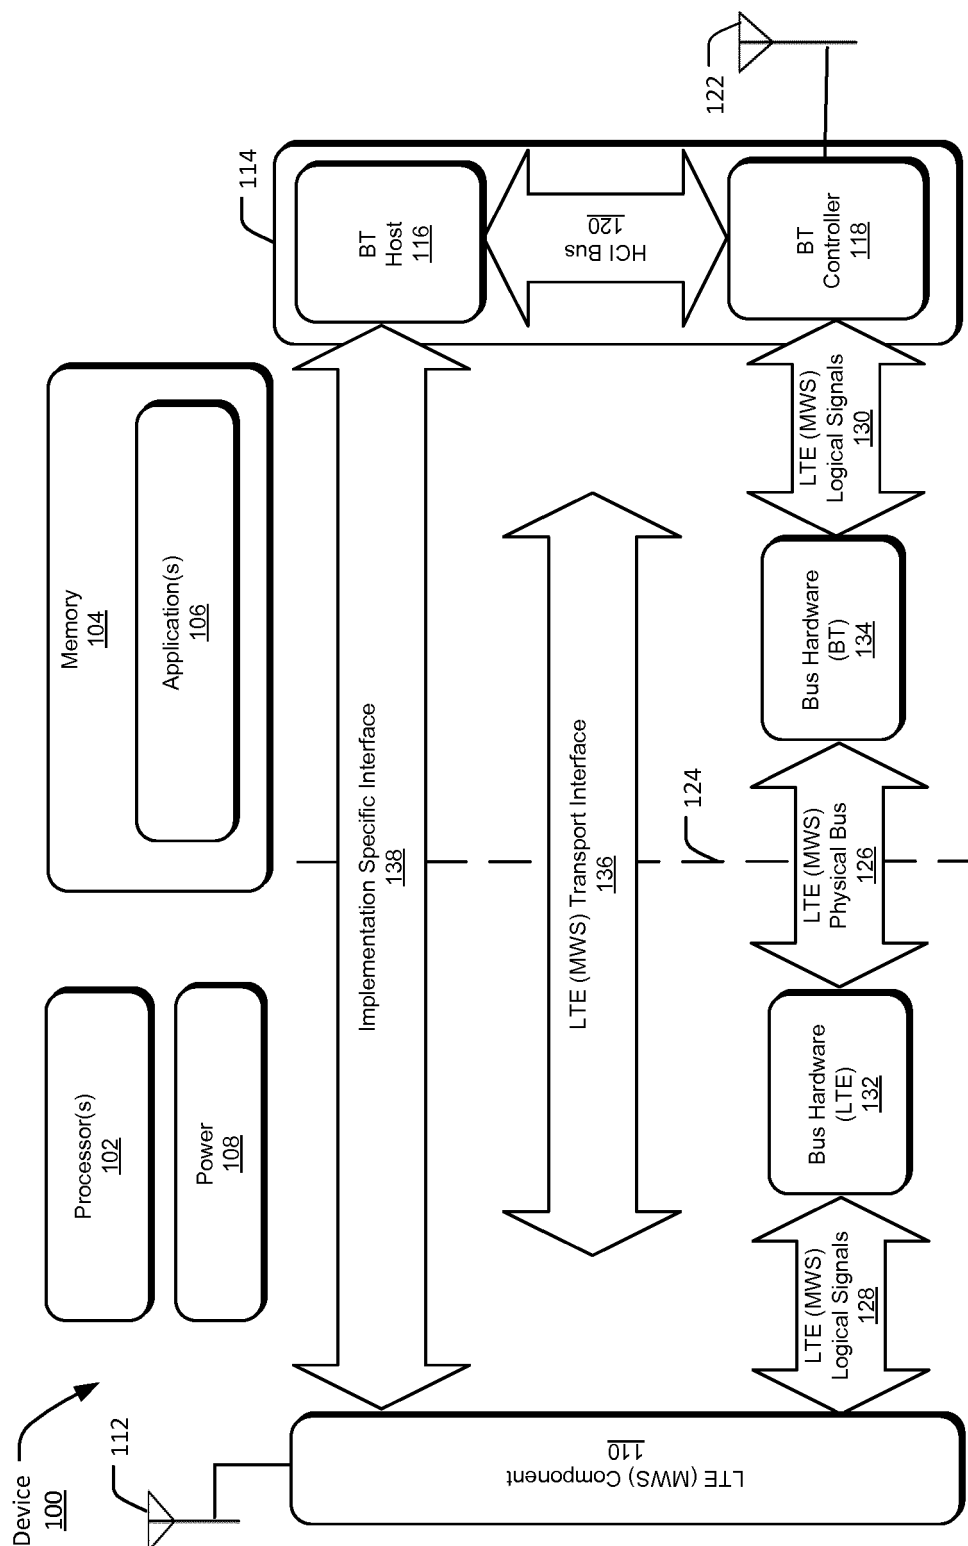 Device
100
112
Processor(s)
102
Power
108
Memory
104
Application(s)
106
114
122
LTE (MWS) Component
110
Implementation Specific Interface
138
BT
Host
116
HCI Bus
120
LTE (MWS) Transport Interface
136
124
LTE (MWS)
Logical Signals
128
Bus Hardware
(LTE)
132
LTE (MWS)
Physical Bus
126
Bus Hardware
(BT)
134
LTE (MWS)
Logical Signals
130
BT
Controller
118